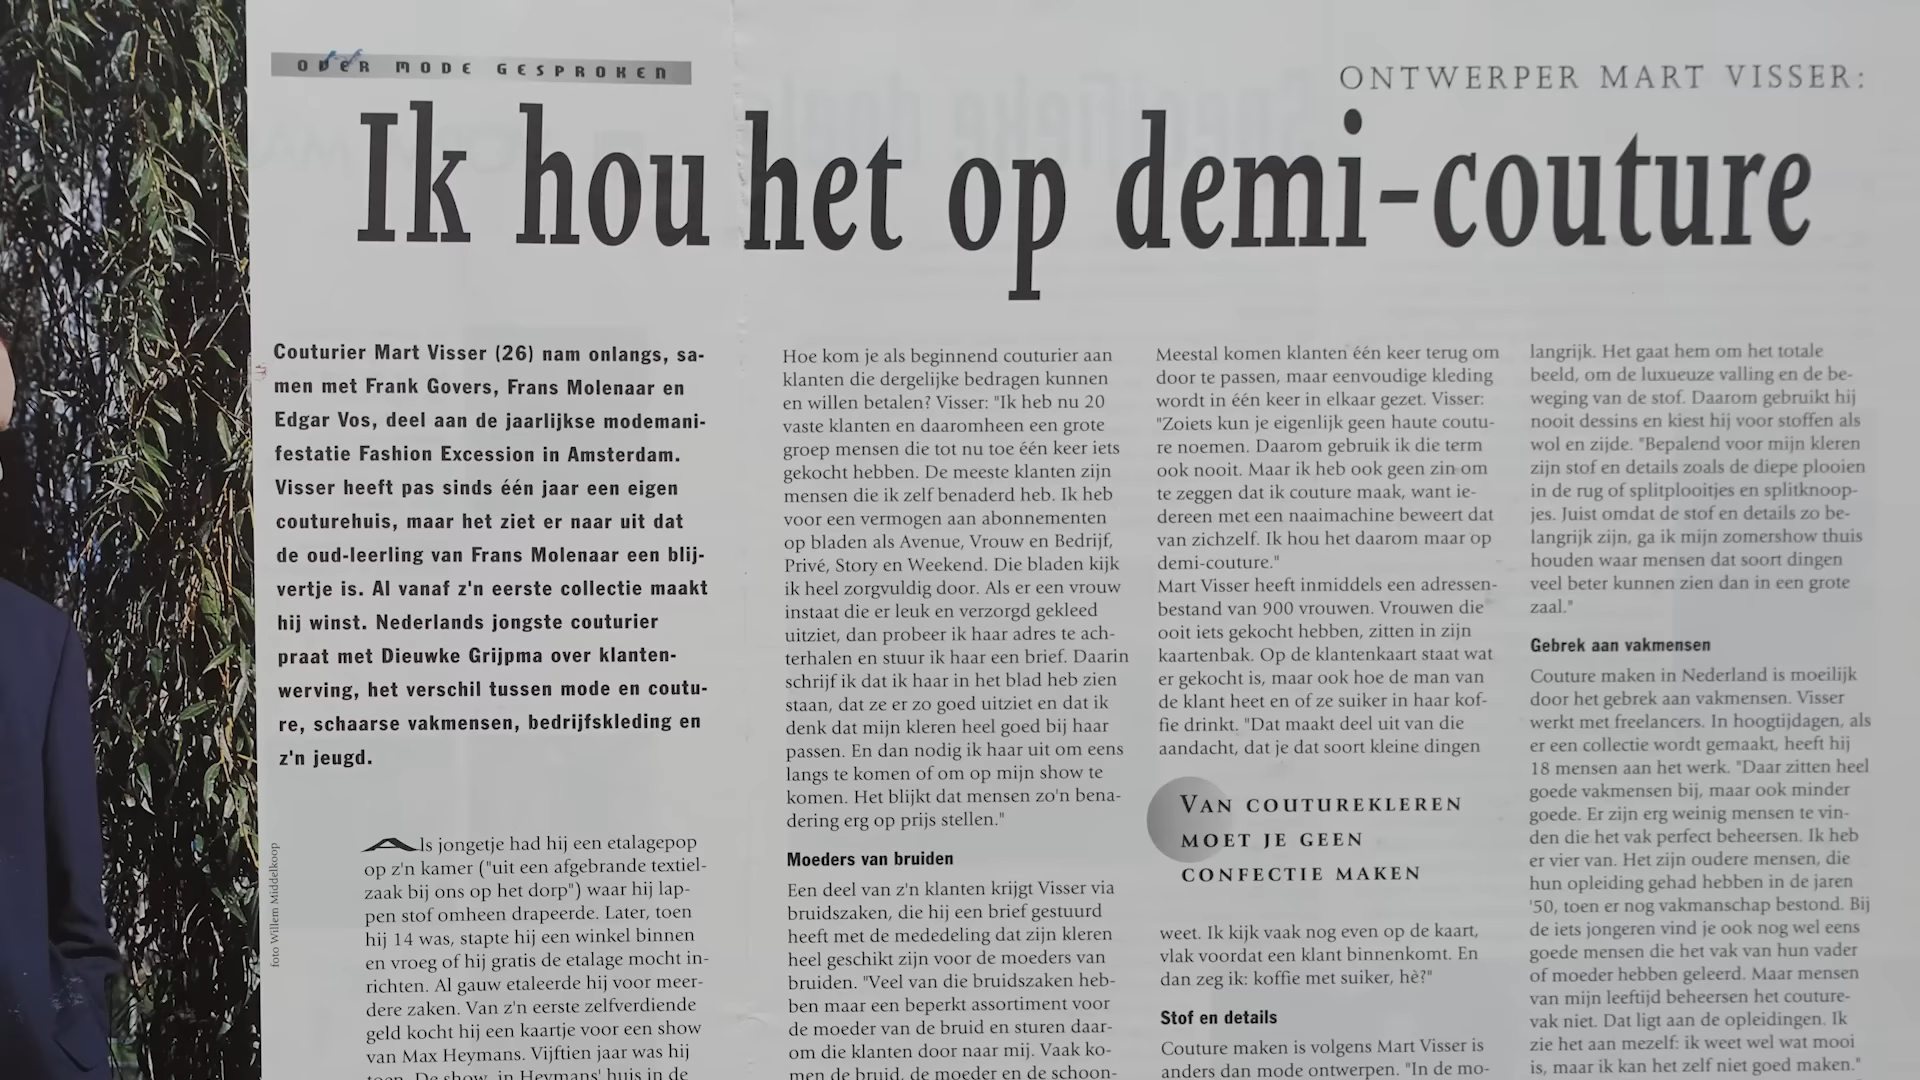 OVER MODE GESPROKEN
ONTWERPER MART VISSER:
Ik hou het op demi-couture
Couturier Mart Visser (26) nam onlangs, sa-
men met Frank Govers, Frans Molenaar en
Edgar Vos, deel aan de jaarlijkse modemani-
festatie Fashion Excession in Amsterdam.
Visser heeft pas sinds één jaar een eigen
couturehuis, maar het ziet er naar uit dat
de oud-leerling van Frans Molenaar een blij-
vertje is. Al vanaf z'n eerste collectie maakt
hij winst. Nederlands jongste couturier
praat met Dieuwke Grijpma over klanten-
werving, het verschil tussen mode en coutu-
re, schaarse vakmensen, bedrijfskleding en
z'n jeugd.
foto Willem Middelkoop
Als jongetje had hij een etalagepop
op z'n kamer ("uit een afgebrande textiel-
zaak bij ons op het dorp") waar hij lap-
pen stof omheen drapeerde. Later, toen
hij 14 was, stapte hij een winkel binnen
en vroeg of hij gratis de etalage mocht in-
richten. Al gauw etaleerde hij voor meer-
dere zaken. Van z'n eerste zelfverdiende
geld kocht hij een kaartje voor een show
van Max Heymans. Vijftien jaar was hij
toen. De show, in Heymans' huis in de
Hoe kom je als beginnend couturier aan
klanten die dergelijke bedragen kunnen
en willen betalen? Visser: "Ik heb nu 20
vaste klanten en daaromheen een grote
groep mensen die tot nu toe één keer iets
gekocht hebben. De meeste klanten zijn
mensen die ik zelf benaderd heb. Ik heb
voor een vermogen aan abonnementen
op bladen als Avenue, Vrouw en Bedrijf,
Privé, Story en Weekend. Die bladen kijk
ik heel zorgvuldig door. Als er een vrouw
instaat die er leuk en verzorgd gekleed
uitziet, dan probeer ik haar adres te ach-
terhalen en stuur ik haar een brief. Daarin
schrijf ik dat ik haar in het blad heb zien
staan, dat ze er zo goed uitziet en dat ik
denk dat mijn kleren heel goed bij haar
passen. En dan nodig ik haar uit om eens
langs te komen of om op mijn show te
komen. Het blijkt dat mensen zo'n bena-
dering erg op prijs stellen."
Moeders van bruiden
Een deel van z'n klanten krijgt Visser via
bruidszaken, die hij een brief gestuurd
heeft met de mededeling dat zijn kleren
heel geschikt zijn voor de moeders van
bruiden. "Veel van die bruidszaken heb-
ben maar een beperkt assortiment voor
de moeder van de bruid en sturen daar-
om die klanten door naar mij. Vaak ko-
men de bruid, de moeder en de schoon-
Meestal komen klanten één keer terug om
door te passen, maar eenvoudige kleding
wordt in één keer in elkaar gezet. Visser:
"Zoiets kun je eigenlijk geen haute coutu-
re noemen. Daarom gebruik ik die term
ook nooit. Maar ik heb ook geen zin om
te zeggen dat ik couture maak, want ie-
dereen met een naaimachine beweert dat
van zichzelf. Ik hou het daarom maar op
demi-couture."
Mart Visser heeft inmiddels een adressen-
bestand van 900 vrouwen. Vrouwen die
ooit iets gekocht hebben, zitten in zijn
kaartenbak. Op de klantenkaart staat wat
er gekocht is, maar ook hoe de man van
de klant heet en of ze suiker in haar kof-
fie drinkt. "Dat maakt deel uit van die
aandacht, dat je dat soort kleine dingen
VAN COUTUREKLEREN
MOET JE GEEN
CONFECTIE MAKEN
weet. Ik kijk vaak nog even op de kaart,
vlak voordat een klant binnenkomt. En
dan zeg ik: koffie met suiker, hè?"
Stof en details
Couture maken is volgens Mart Visser is
anders dan mode ontwerpen. "In de mo-
langrijk. Het gaat hem om het totale
beeld, om de luxueuze valling en de be-
weging van de stof. Daarom gebruikt hij
nooit dessins en kiest hij voor stoffen als
wol en zijde. "Bepalend voor mijn kleren
zijn stof en details zoals de diepe plooien
in de rug of splitplooitjes en splitknoop-
jes. Juist omdat de stof en details zo be-
langrijk zijn, ga ik mijn zomershow thuis
houden waar mensen dat soort dingen
veel beter kunnen zien dan in een grote
zaal."
Gebrek aan vakmensen
Couture maken in Nederland is moeilijk
door het gebrek aan vakmensen. Visser
werkt met freelancers. In hoogtijdagen, als
er een collectie wordt gemaakt, heeft hij
18 mensen aan het werk. "Daar zitten heel
goede vakmensen bij, maar ook minder
goede. Er zijn erg weinig mensen te vin-
den die het vak perfect beheersen. Ik heb
er vier van. Het zijn oudere mensen, die
hun opleiding gehad hebben in de jaren
'50, toen er nog vakmanschap bestond. Bij
de iets jongeren vind je ook nog wel eens
goede mensen die het vak van hun vader
of moeder hebben geleerd. Maar mensen
van mijn leeftijd beheersen het couture-
vak niet. Dat ligt aan de opleidingen. Ik
zie het aan mezelf: ik weet wel wat mooi
is, maar ik kan het zelf niet goed maken."